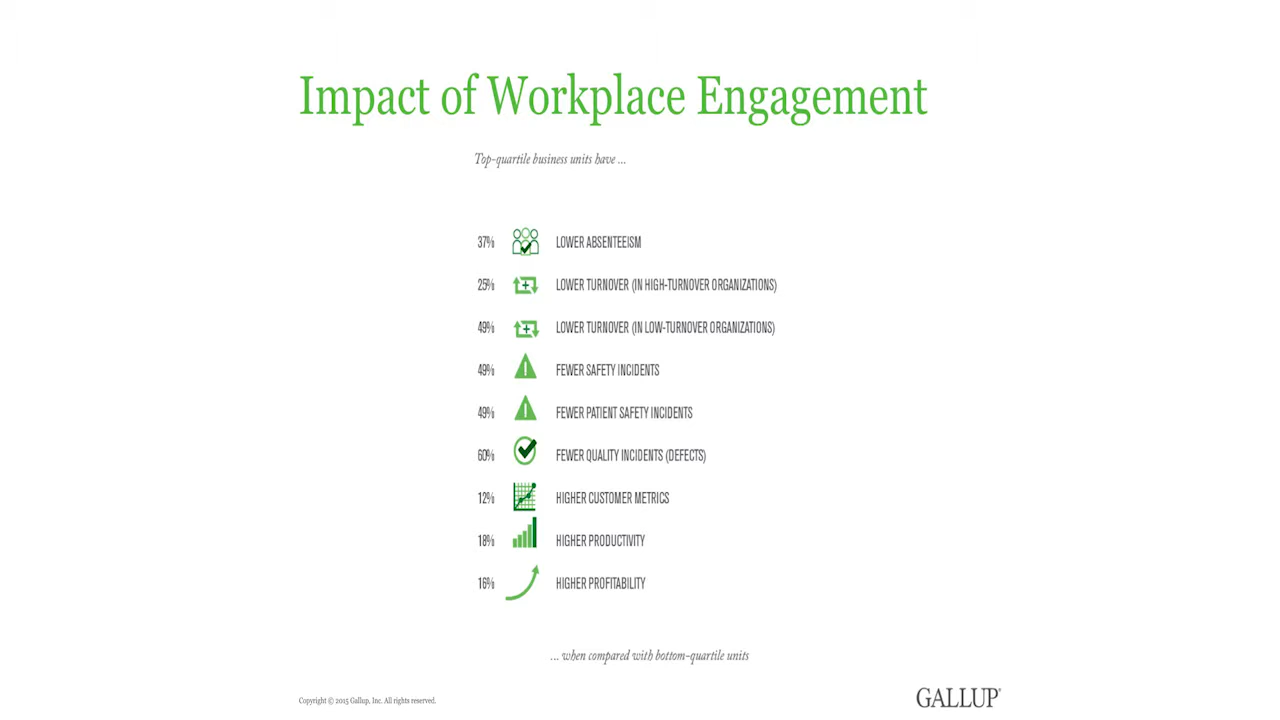 Impact of Workplace Engagement
Top-quartile business units have ...
37% LOWER ABSENTEEISM
25% LOWER TURNOVER (IN HIGH-TURNOVER ORGANIZATIONS)
49% LOWER TURNOVER (IN LOW-TURNOVER ORGANIZATIONS)
49% FEWER SAFETY INCIDENTS
49% FEWER PATIENT SAFETY INCIDENTS
60% FEWER QUALITY INCIDENTS (DEFECTS)
12% HIGHER CUSTOMER METRICS
18% HIGHER PRODUCTIVITY
16% HIGHER PROFITABILITY
... when compared with bottom-quartile units
Copyright © 2015 Gallup, Inc. All rights reserved.
GALLUP®